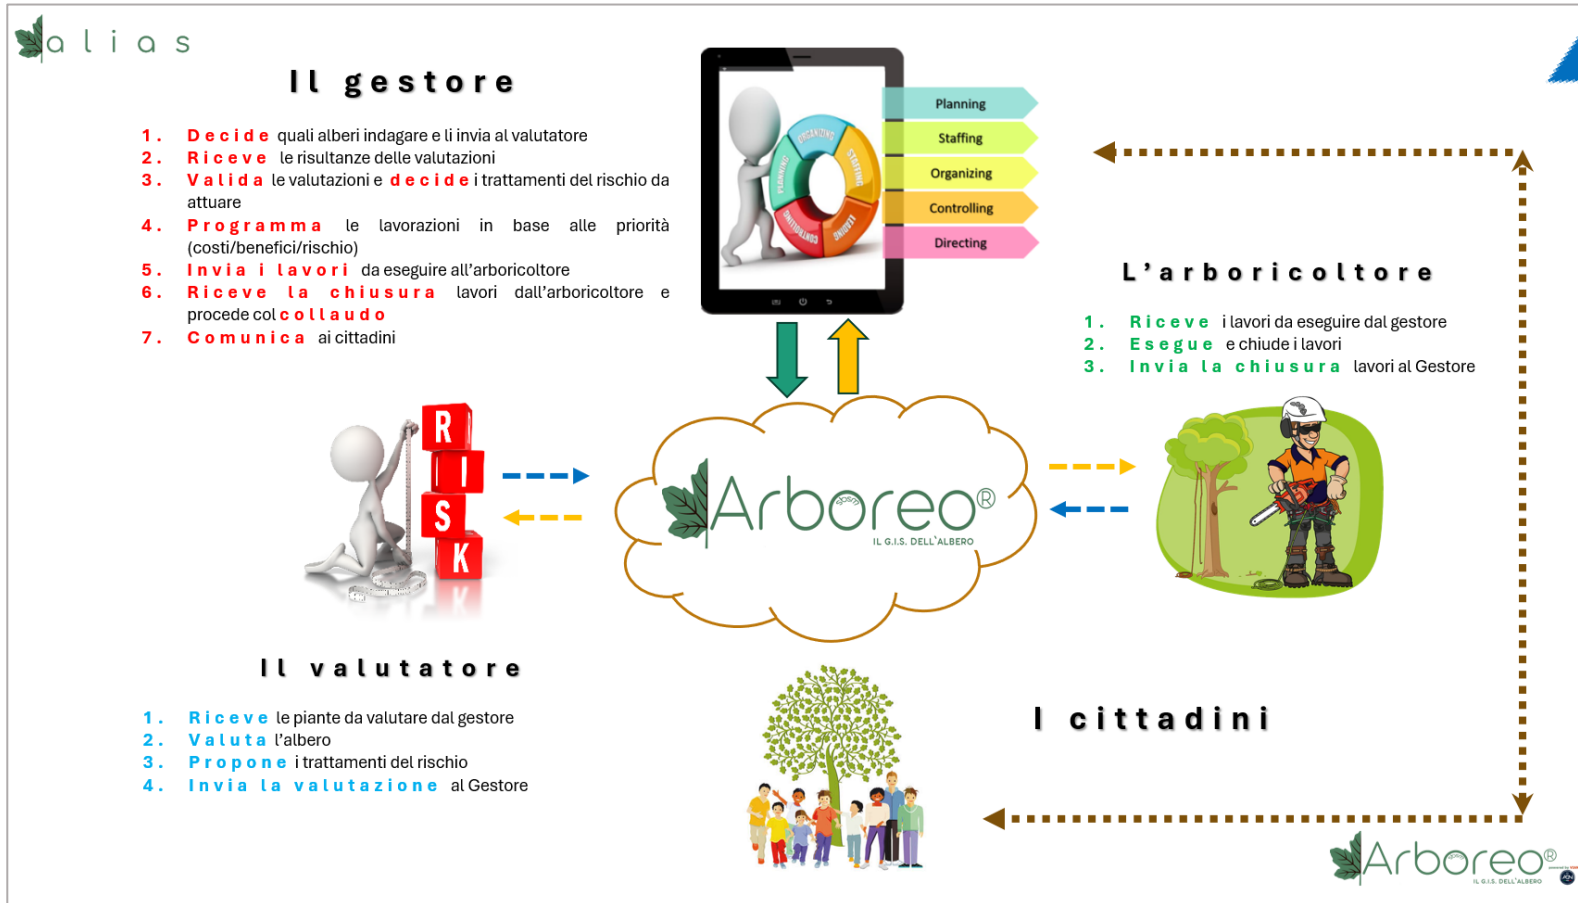 alias
Il gestore
1. Decide quali alberi indagare e li invia al valutatore
2. Riceve le risultanze delle valutazioni
3. Valida le valutazioni e decide i trattamenti del rischio da
attuare
4. Programma le lavorazioni in base alle priorità
(costi/benefici/rischio)
5. Invia i lavori da eseguire all’arboricoltore
6. Riceve la chiusura lavori dall’arboricoltore e
procede col collaudo
7. Comunica ai cittadini
ORGANIZING
STAFFING
LEADING
CONTROLLING
PLANNING
Planning
Staffing
Organizing
Controlling
Directing
L’arboricoltore
1. Riceve i lavori da eseguire dal gestore
2. Esegue e chiude i lavori
3. Invia la chiusura lavori al Gestore
R
I
S
K
Arboreo®
IL G.I.S. DELL'ALBERO
Il valutatore
1. Riceve le piante da valutare dal gestore
2. Valuta l’albero
3. Propone i trattamenti del rischio
4. Invia la valutazione al Gestore
I cittadini
Arboreo®
IL G.I.S. DELL'ALBERO